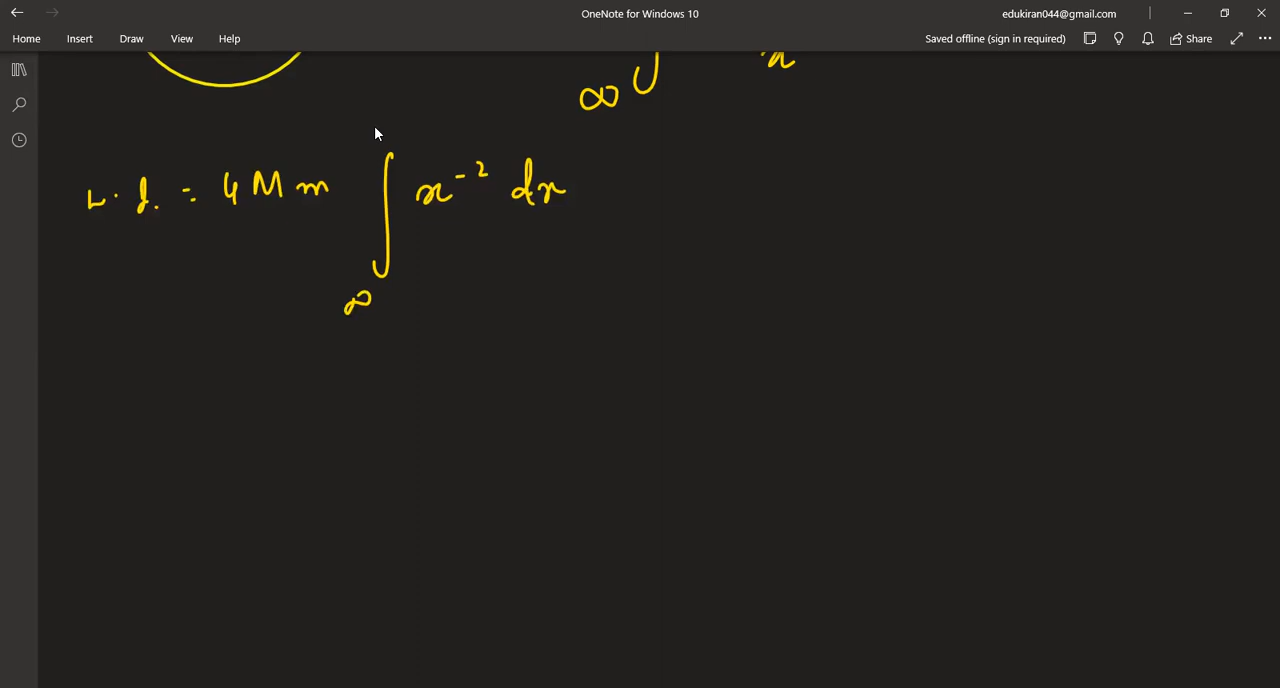 OneNote for Windows 10
edukiran044@gmail.com
Home Insert Draw View Help
Saved offline (sign in required) Share
∞ ∫ x
= 4 M m ∫ x⁻² dx
∞